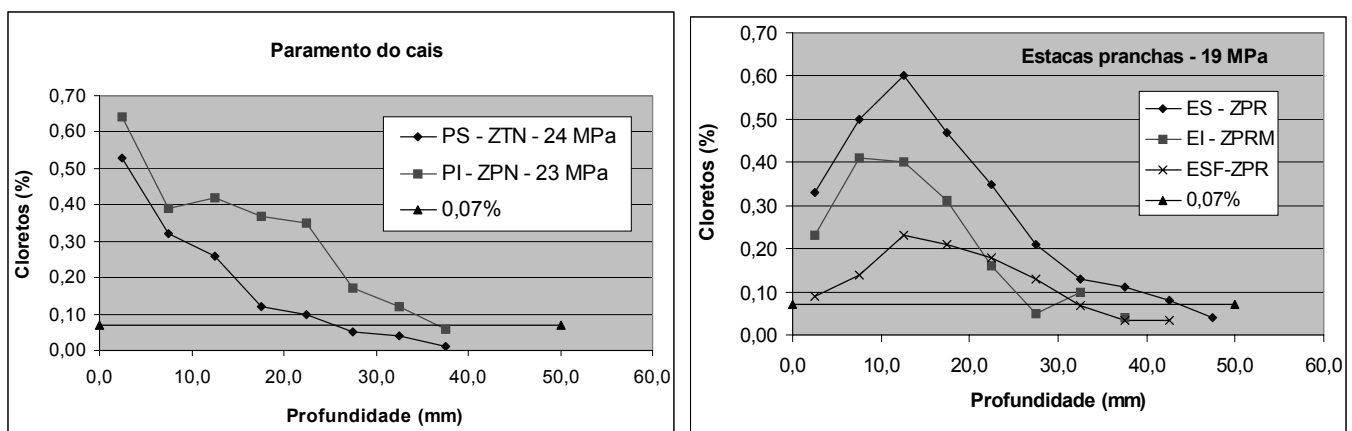 Paramento do cais
0,70
0,60
0,50
0,40
0,30
0,20
0,10
0,00
Cloretos (%)
PS - ZTN - 24 MPa
PI - ZPN - 23 MPa
0,07%
0,0 10,0 20,0 30,0 40,0 50,0 60,0
Profundidade (mm)
Estacas pranchas - 19 MPa
0,70
0,60
0,50
0,40
0,30
0,20
0,10
0,00
Cloretos (%)
ES - ZPR
EI - ZPRM
ESF-ZPR
0,07%
0,0 10,0 20,0 30,0 40,0 50,0 60,0
Profundidade (mm)